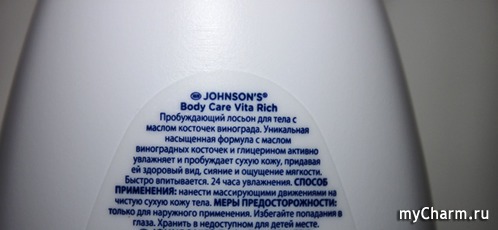 JOHNSON'S®
Body Care Vita Rich
Пробуждающий лосьон для тела с
маслом косточек винограда. Уникальная
насыщенная формула с маслом
виноградных косточек и глицерином активно
увлажняет и пробуждает сухую кожу, придавая
ей здоровый вид, сияние и ощущение мягкости.
Быстро впитывается. 24 часа увлажнения. СПОСОБ
ПРИМЕНЕНИЯ: нанести массирующими движениями на
чистую сухую кожу тела. МЕРЫ ПРЕДОСТОРОЖНОСТИ:
только для наружного применения. Избегайте попадания в
глаза. Хранить в недоступном для детей месте.
myCharm.ru